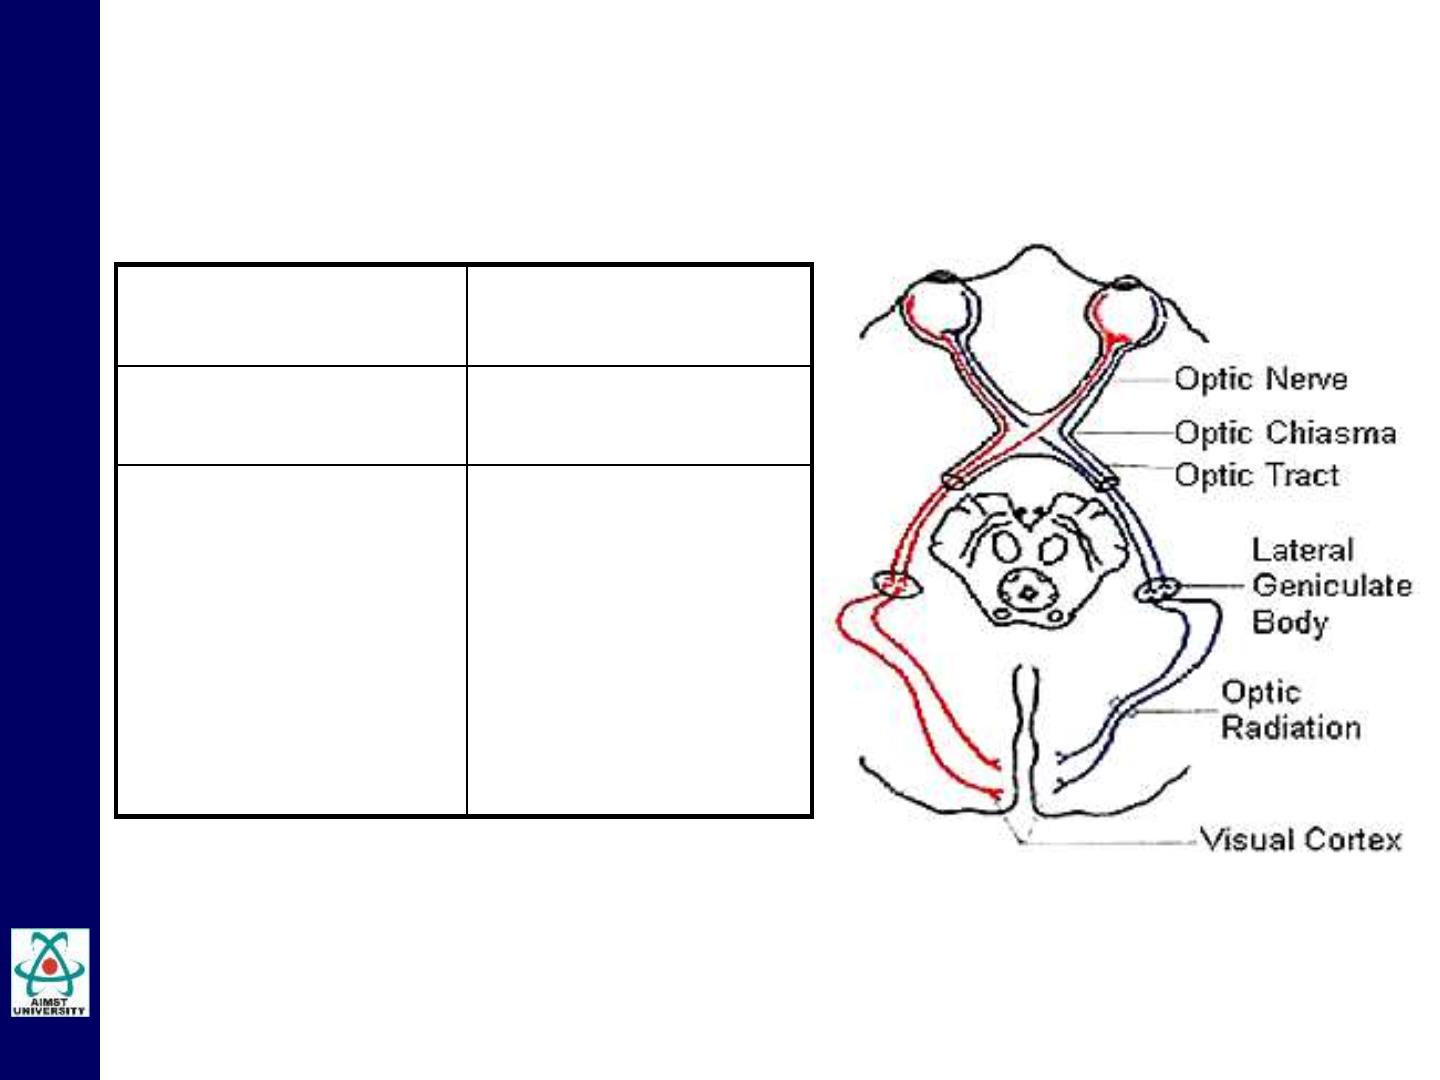 Optic Nerve
Optic Chiasma
Optic Tract
Lateral
Geniculate
Body
Optic
Radiation
Visual Cortex
AIMST
UNIVERSITY